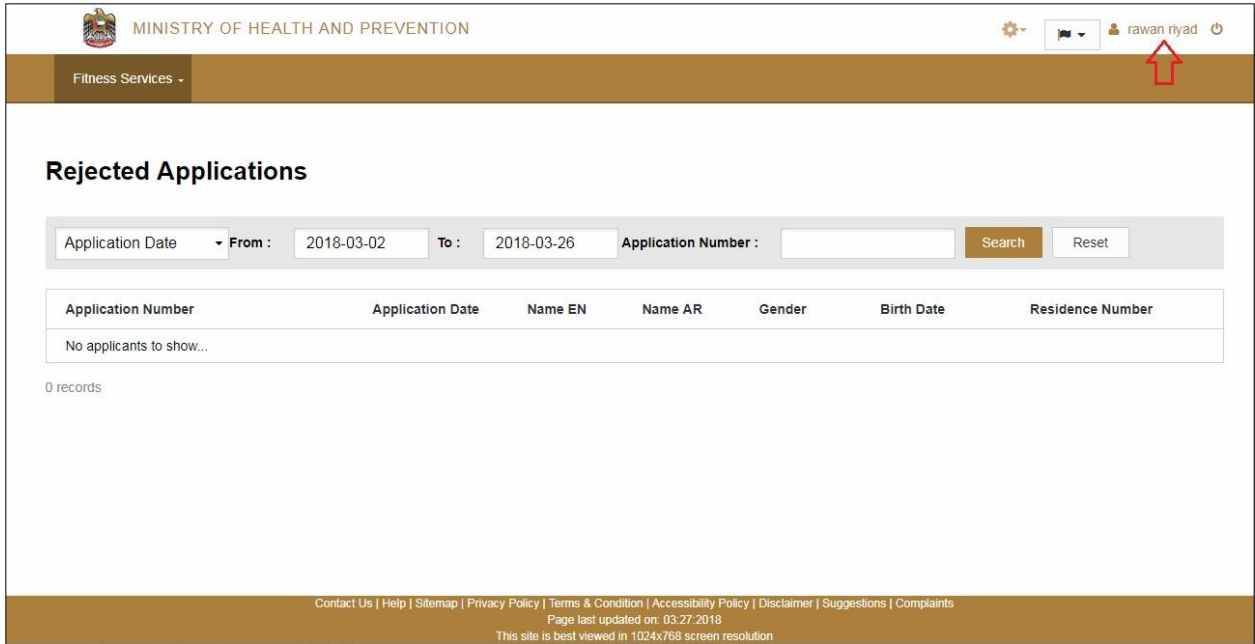 MINISTRY OF HEALTH AND PREVENTION
rawan riyad
Fitness Services
Rejected Applications
Application Date From : 2018-03-02 To : 2018-03-26 Application Number : Search Reset
Application Number Application Date Name EN Name AR Gender Birth Date Residence Number
No applicants to show...
0 records
Contact Us | Help | Sitemap | Privacy Policy | Terms & Condition | Accessibility Policy | Disclaimer | Suggestions | Complaints
Page last updated on: 03:27:2018
This site is best viewed in 1024x768 screen resolution